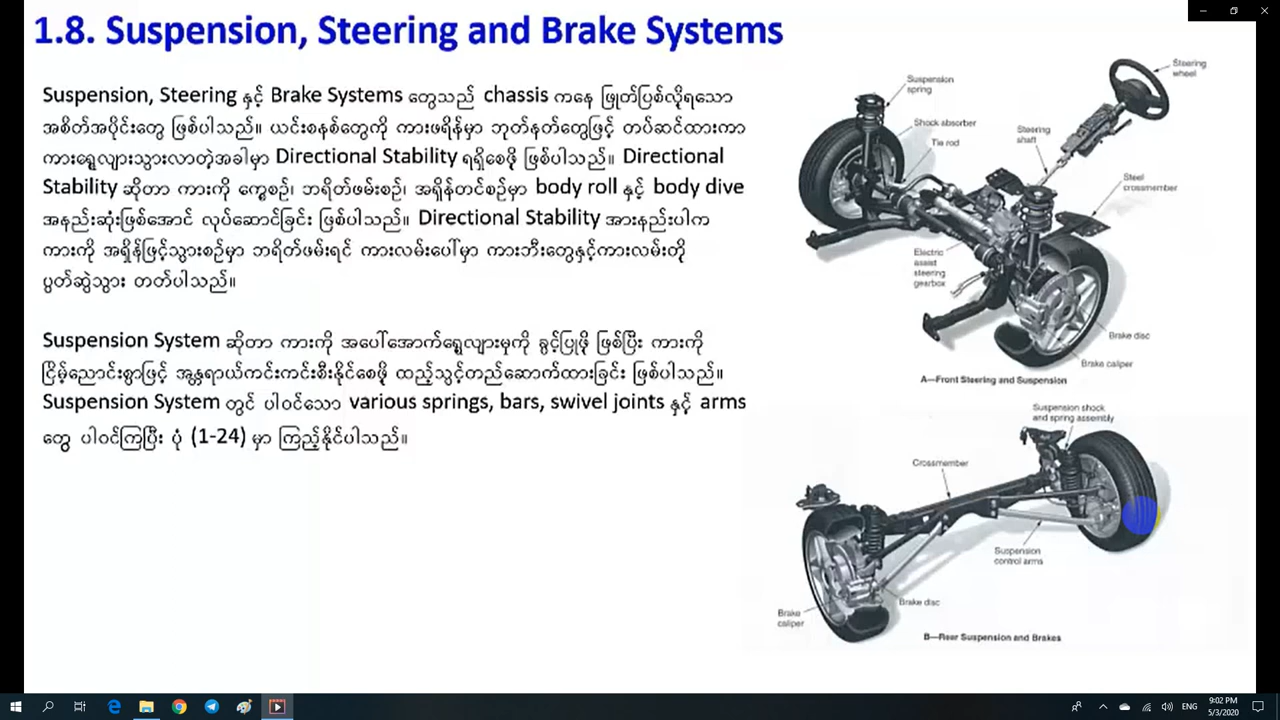 1.8. Suspension, Steering and Brake Systems
Suspension, Steering နှင့် Brake Systems တွေသည် chassis ကနေ ဖြုတ်ပြစ်လို့ရသော
အစိတ်အပိုင်းတွေ ဖြစ်ပါသည်။ ယင်းစနစ်တွေကို ကားဖရိန်မှာ ဘုတ်နတ်တွေဖြင့် တပ်ဆင်ထားကာ
ကားရွေ့လျားသွားလာတဲ့အခါမှာ Directional Stability ရရှိစေဖို့ ဖြစ်ပါသည်။ Directional
Stability ဆိုတာ ကားကို ကွေ့စဉ်၊ ဘရိတ်ဖမ်းစဉ်၊ အရှိန်တင်စဉ်မှာ body roll နှင့် body dive
အနည်းဆုံးဖြစ်အောင် လုပ်ဆောင်ခြင်း ဖြစ်ပါသည်။ Directional Stability အားနည်းပါက
ကားကို အရှိန်ဖြင့်သွားစဉ်မှာ ဘရိတ်ဖမ်းရင် ကားလမ်းပေါ်မှာ ကားဘီးတွေနှင့်ကားလမ်းတို့
ပွတ်ဆွဲသွား တတ်ပါသည်။
Suspension System ဆိုတာ ကားကို အပေါ်အောက်ရွေ့လျားမှုကို ခွင့်ပြုဖို့ ဖြစ်ပြီး ကားကို
ငြိမ့်ညောင်းစွာဖြင့် အန္တရာယ်ကင်းကင်းစီးနိုင်စေဖို့ ထည့်သွင့်တည်ဆောက်ထားခြင်း ဖြစ်ပါသည်။
Suspension System တွင် ပါဝင်သော various springs, bars, swivel joints နှင့် arms
တွေ ပါဝင်ကြပြီး ပုံ (1-24) မှာ ကြည့်နိုင်ပါသည်။
Steering
wheel
Suspension
spring
Shock absorber
Tie rod
Steering
shaft
Steel
crossmember
Electric
assist
steering
gearbox
Brake disc
Brake caliper
A—Front Steering and Suspension
Suspension shock
and spring assembly
Crossmember
Suspension
control arms
Brake disc
Brake
caliper
B—Rear Suspension and Brakes
ENG
9:02 PM
5/3/2020